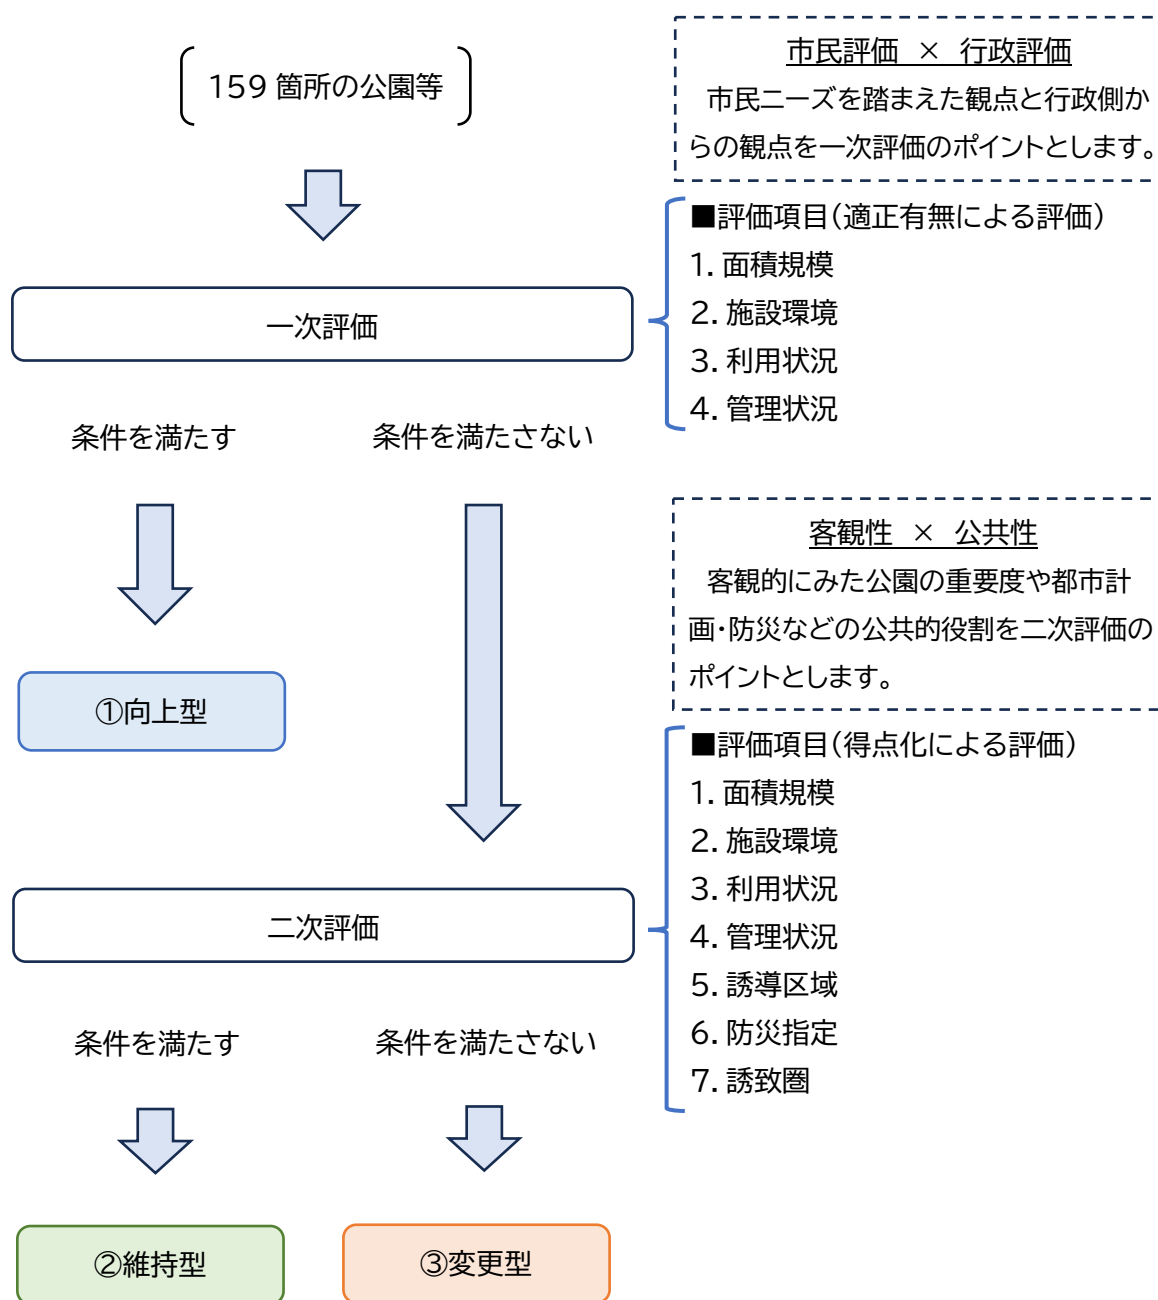 159 箇所の公園等
市民評価 × 行政評価
市民ニーズを踏まえた観点と行政側か
らの観点を一次評価のポイントとします。
■評価項目(適正有無による評価)
1. 面積規模
2. 施設環境
3. 利用状況
4. 管理状況
一次評価
条件を満たす
条件を満たさない
①向上型
客観性 × 公共性
客観的にみた公園の重要度や都市計
画・防災などの公共的役割を二次評価の
ポイントとします。
■評価項目(得点化による評価)
1. 面積規模
2. 施設環境
3. 利用状況
4. 管理状況
5. 誘導区域
6. 防災指定
7. 誘致圏
二次評価
条件を満たす
条件を満たさない
②維持型
③変更型